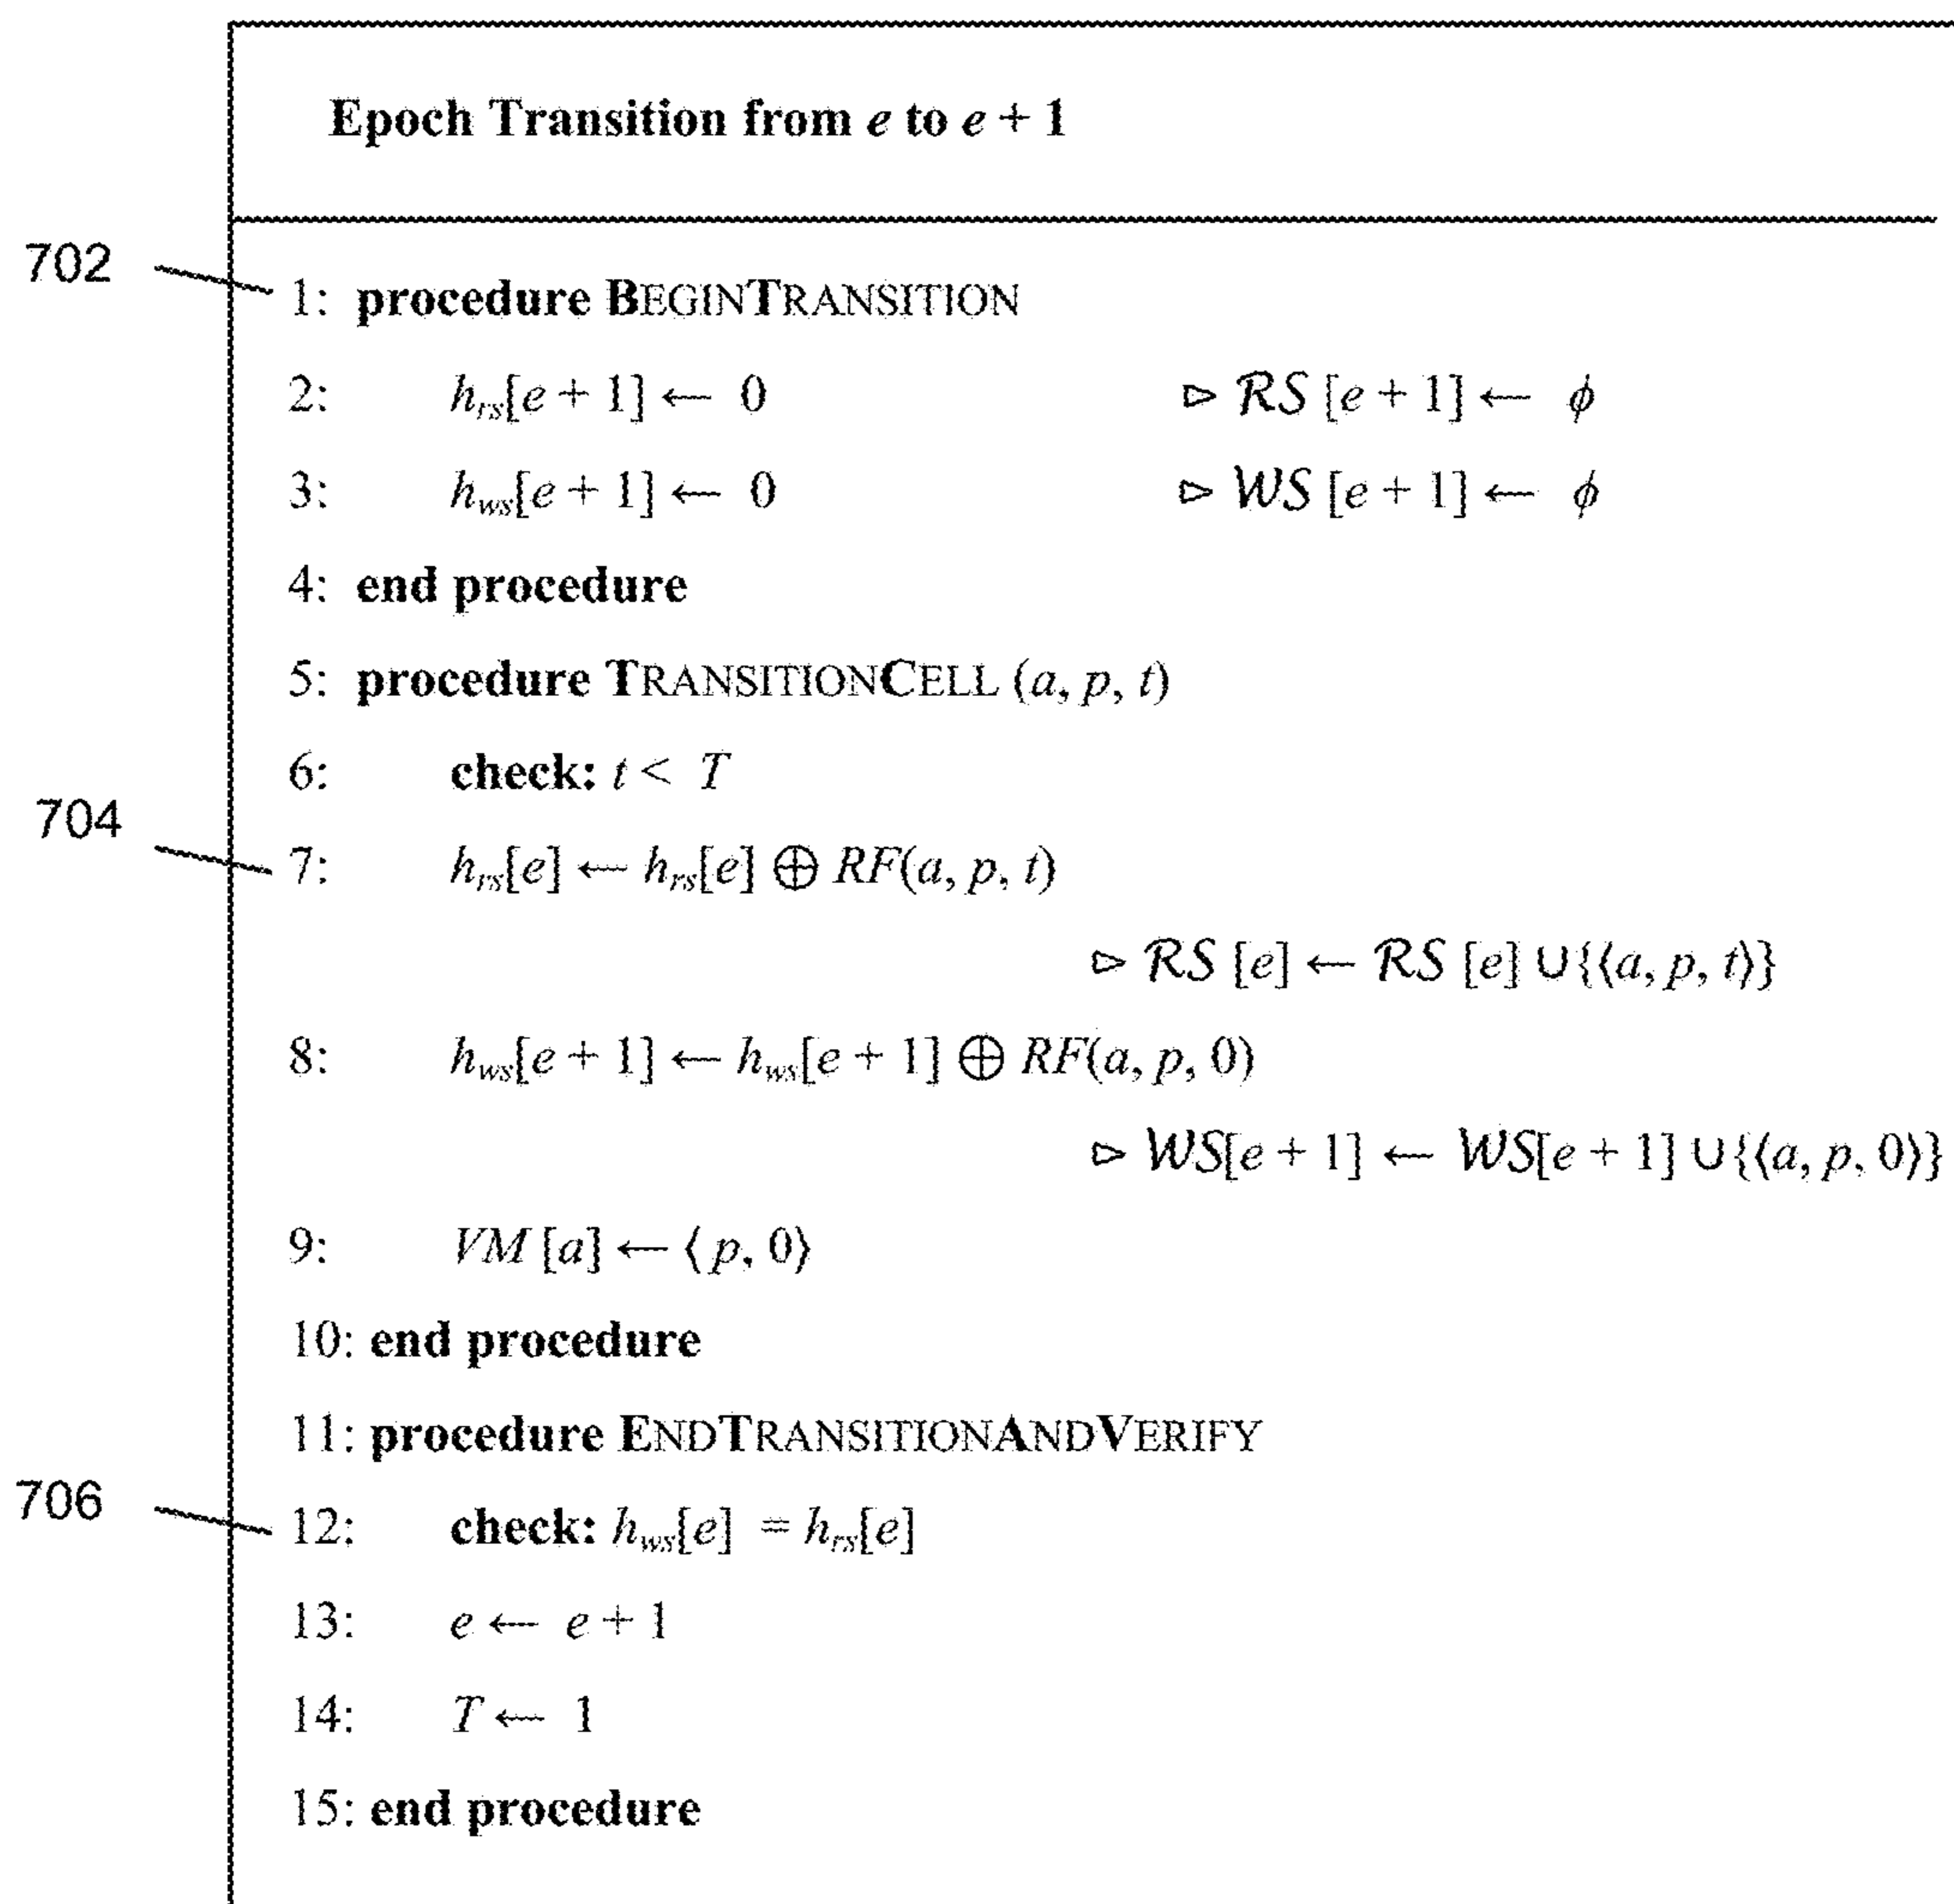 Epoch Transition from e to e + 1
702
1: procedure BEGINTRANSITION
2: h_rs[e + 1] ← 0 ▷ RS [e + 1] ← ϕ
3: h_ws[e + 1] ← 0 ▷ WS [e + 1] ← ϕ
4: end procedure
5: procedure TRANSITIONCELL (a, p, t)
6: check: t < T
704
7: h_rs[e] ← h_rs[e] ⊕ RF(a, p, t)
▷ RS [e] ← RS [e] ∪{⟨a, p, t⟩}
8: h_ws[e + 1] ← h_ws[e + 1] ⊕ RF(a, p, 0)
▷ WS[e + 1] ← WS[e + 1] ∪{⟨a, p, 0⟩}
9: VM [a] ← ⟨p, 0⟩
10: end procedure
11: procedure ENDTRANSITIONANDVERIFY
706
12: check: h_ws[e] = h_rs[e]
13: e ← e + 1
14: T ← 1
15: end procedure